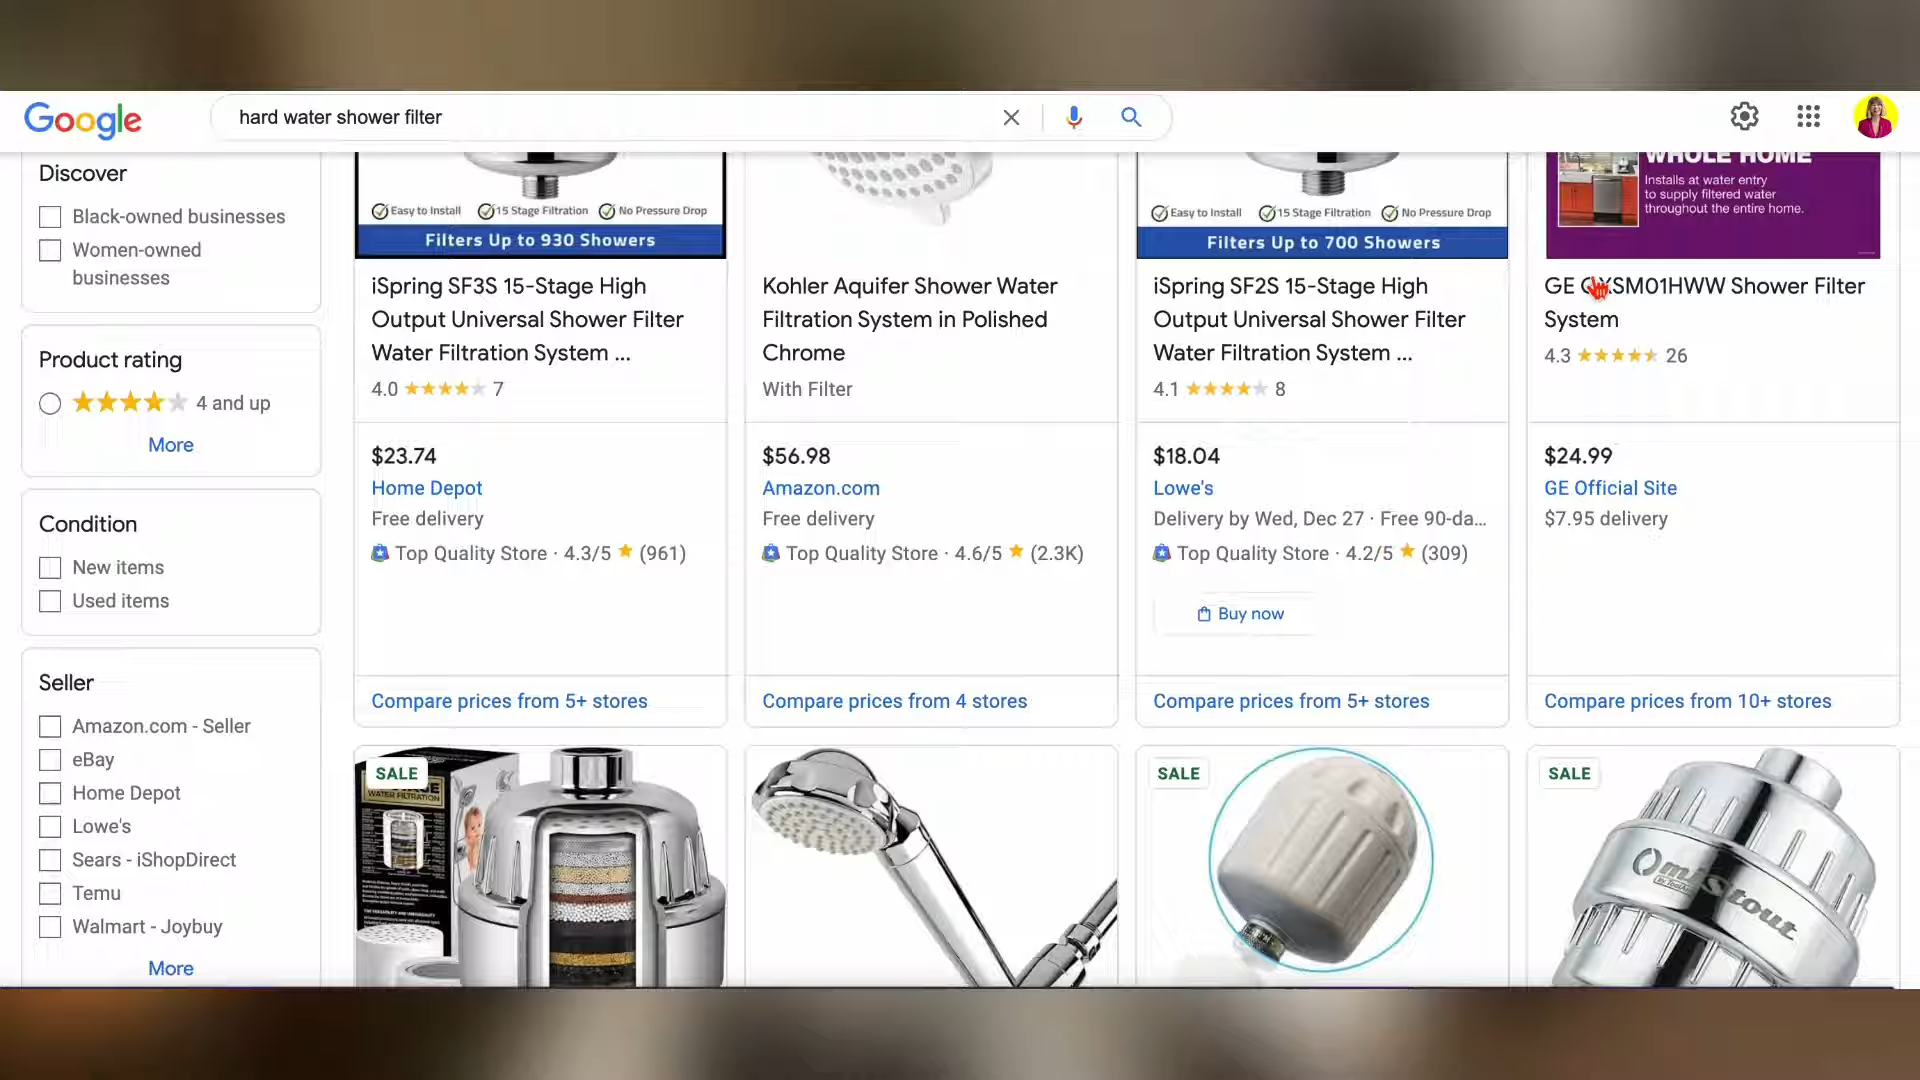 Google
hard water shower filter
Discover
Black-owned businesses
Women-owned
businesses
Product rating
4 and up
More
Condition
New items
Used items
Seller
Amazon.com - Seller
eBay
Home Depot
Lowe's
Sears - iShopDirect
Temu
Walmart - Joybuy
More
Easy to Install 15 Stage Filtration No Pressure Drop
Filters Up to 930 Showers
iSpring SF3S 15-Stage High
Output Universal Shower Filter
Water Filtration System ...
4.0 7
$23.74
Home Depot
Free delivery
Top Quality Store · 4.3/5 (961)
Compare prices from 5+ stores
Kohler Aquifer Shower Water
Filtration System in Polished
Chrome
With Filter
$56.98
Amazon.com
Free delivery
Top Quality Store · 4.6/5 (2.3K)
Compare prices from 4 stores
Easy to Install 15 Stage Filtration No Pressure Drop
Filters Up to 700 Showers
iSpring SF2S 15-Stage High
Output Universal Shower Filter
Water Filtration System ...
4.1 8
$18.04
Lowe's
Delivery by Wed, Dec 27 · Free 90-da...
Top Quality Store · 4.2/5 (309)
Buy now
Compare prices from 5+ stores
WHOLE HOME
Installs at water entry
to supply filtered water
throughout the entire home.
GE Shower Filter
System
4.3 26
$24.99
GE Official Site
$7.95 delivery
Compare prices from 10+ stores
SALE
WATER FILTRATION
SALE
SALE